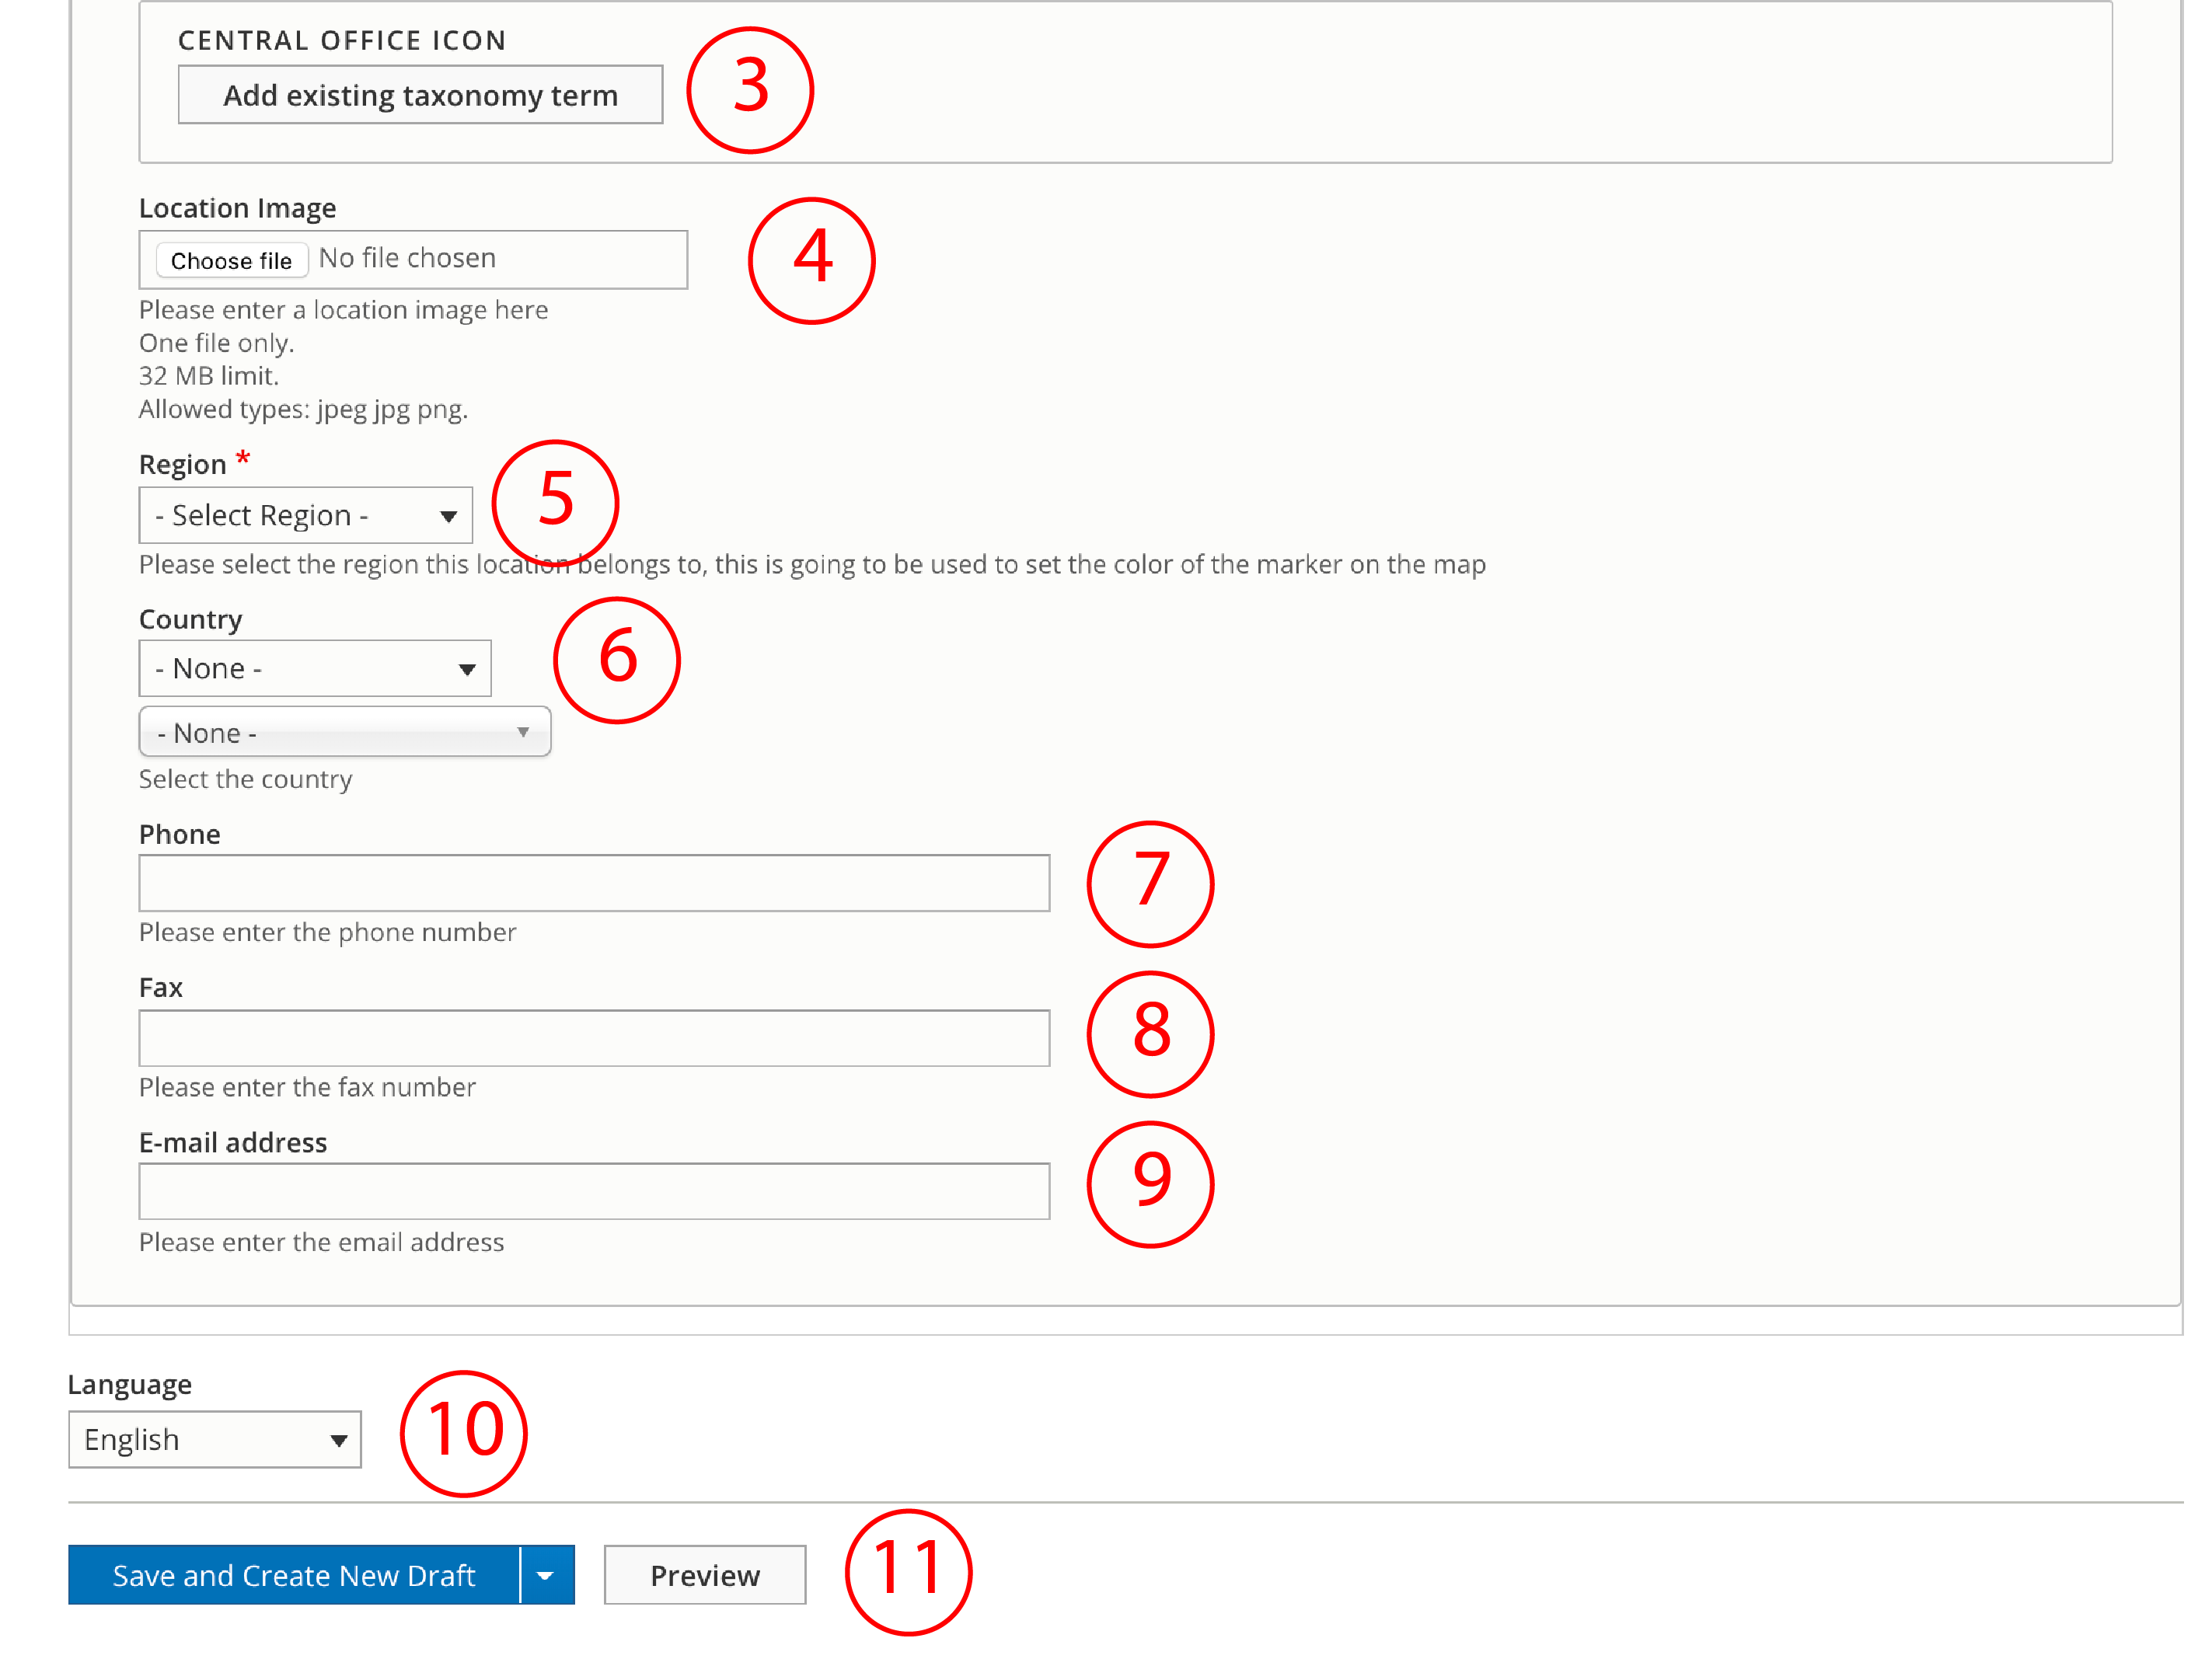 CENTRAL OFFICE ICON
Add existing taxonomy term
3
Location Image
Choose file No file chosen
4
Please enter a location image here
One file only.
32 MB limit.
Allowed types: jpeg jpg png.
Region *
- Select Region -
5
Please select the region this location belongs to, this is going to be used to set the color of the marker on the map
Country
- None -
6
- None -
Select the country
Phone
7
Please enter the phone number
Fax
8
Please enter the fax number
E-mail address
9
Please enter the email address
Language
English
10
Save and Create New Draft
Preview
11